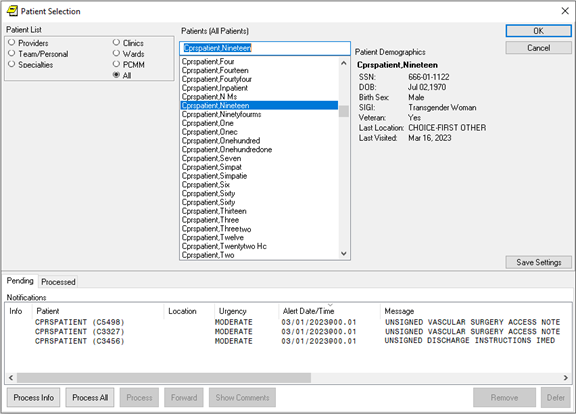 Patient Selection
Patient List
Providers
Team/Personal
Specialties
Clinics
Wards
PCMM
All
Patients (All Patients)
Cprspatient,Nineteen
Cprspatient,Four
Cprspatient,Fourteen
Cprspatient,Fourtyfour
Cprspatient,Inpatient
Cprspatient,N Ms
Cprspatient,Nineteen
Cprspatient,Ninetyfourms
Cprspatient,One
Cprspatient,Onec
Cprspatient,Onehundred
Cprspatient,Onehundredone
Cprspatient,Seven
Cprspatient,Simpat
Cprspatient,Simpatie
Cprspatient,Six
Cprspatient,Sixty
Cprspatient,Sixty
Cprspatient,Thirteen
Cprspatient,Three
Cprspatient,Threetwo
Cprspatient,Twelve
Cprspatient,Twentytwo Hc
Cprspatient,Two
OK
Cancel
Patient Demographics
Cprspatient,Nineteen
SSN: 666-01-1122
DOB: Jul 02,1970
Birth Sex: Male
SIGI: Transgender Woman
Veteran: Yes
Last Location: CHOICE-FIRST OTHER
Last Visited: Mar 16, 2023
Save Settings
Pending Processed
Notifications
Info Patient Location Urgency Alert Date/Time Message
CPRSPATIENT (C5498) MODERATE 03/01/2023@00.01 UNSIGNED VASCULAR SURGERY ACCESS NOTE
CPRSPATIENT (C3327) MODERATE 03/01/2023@00.01 UNSIGNED VASCULAR SURGERY ACCESS NOTE
CPRSPATIENT (C3456) MODERATE 03/01/2023@00.01 UNSIGNED DISCHARGE INSTRUCTIONS IMED
Process Info Process All Process Forward Show Comments Remove Defer